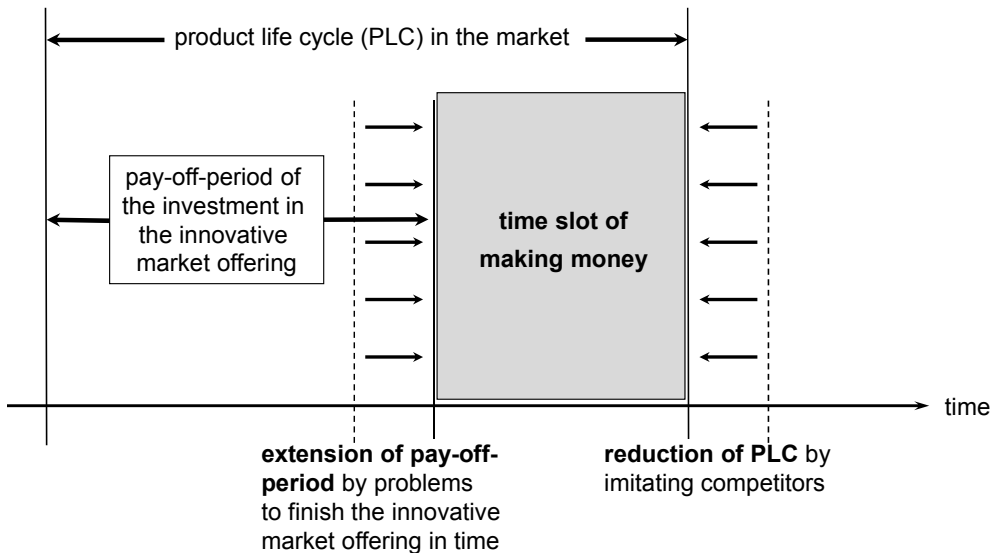 product life cycle (PLC) in the market
pay-off-period of
the investment in
the innovative
market offering
time slot of
making money
time
extension of pay-off-
period by problems
to finish the innovative
market offering in time
reduction of PLC by
imitating competitors